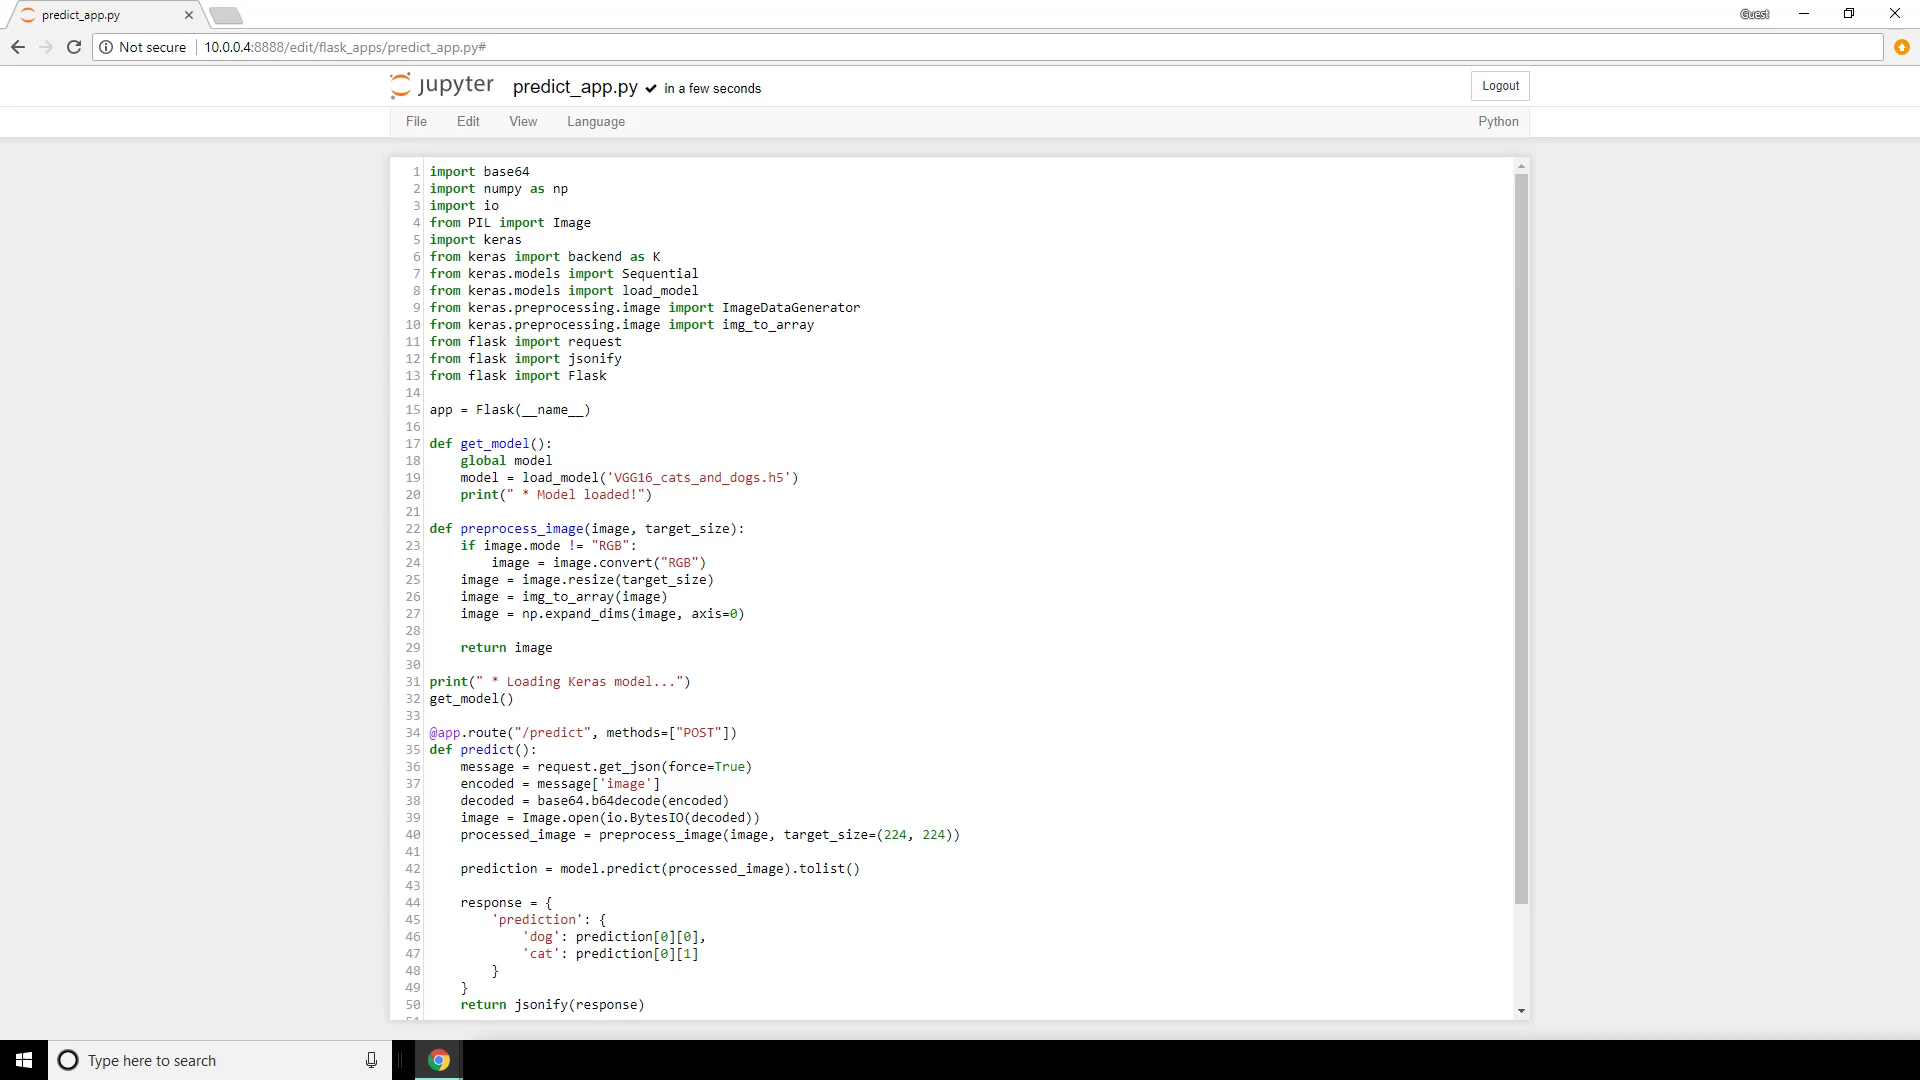 predict_app.py
Guest
Not secure
10.0.0.4:8888/edit/flask_apps/predict_app.py#
jupyter predict_app.py ✔ in a few seconds
Logout
File Edit View Language
Python
1 import base64
2 import numpy as np
3 import io
4 from PIL import Image
5 import keras
6 from keras import backend as K
7 from keras.models import Sequential
8 from keras.models import load_model
9 from keras.preprocessing.image import ImageDataGenerator
10 from keras.preprocessing.image import img_to_array
11 from flask import request
12 from flask import jsonify
13 from flask import Flask
14
15 app = Flask(__name__)
16
17 def get_model():
18     global model
19     model = load_model('VGG16_cats_and_dogs.h5')
20     print(" * Model loaded!")
21
22 def preprocess_image(image, target_size):
23     if image.mode != "RGB":
24         image = image.convert("RGB")
25     image = image.resize(target_size)
26     image = img_to_array(image)
27     image = np.expand_dims(image, axis=0)
28
29     return image
30
31 print(" * Loading Keras model...")
32 get_model()
33
34 @app.route("/predict", methods=["POST"])
35 def predict():
36     message = request.get_json(force=True)
37     encoded = message['image']
38     decoded = base64.b64decode(encoded)
39     image = Image.open(io.BytesIO(decoded))
40     processed_image = preprocess_image(image, target_size=(224, 224))
41
42     prediction = model.predict(processed_image).tolist()
43
44     response = {
45         'prediction': {
46             'dog': prediction[0][0],
47             'cat': prediction[0][1]
48         }
49     }
50     return jsonify(response)
51
Type here to search